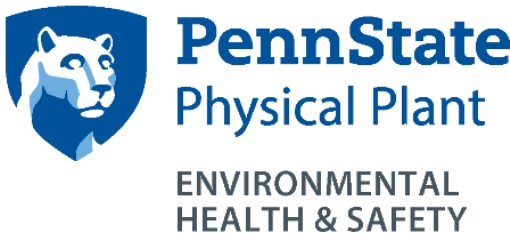 PennState
Physical Plant
ENVIRONMENTAL
HEALTH & SAFETY